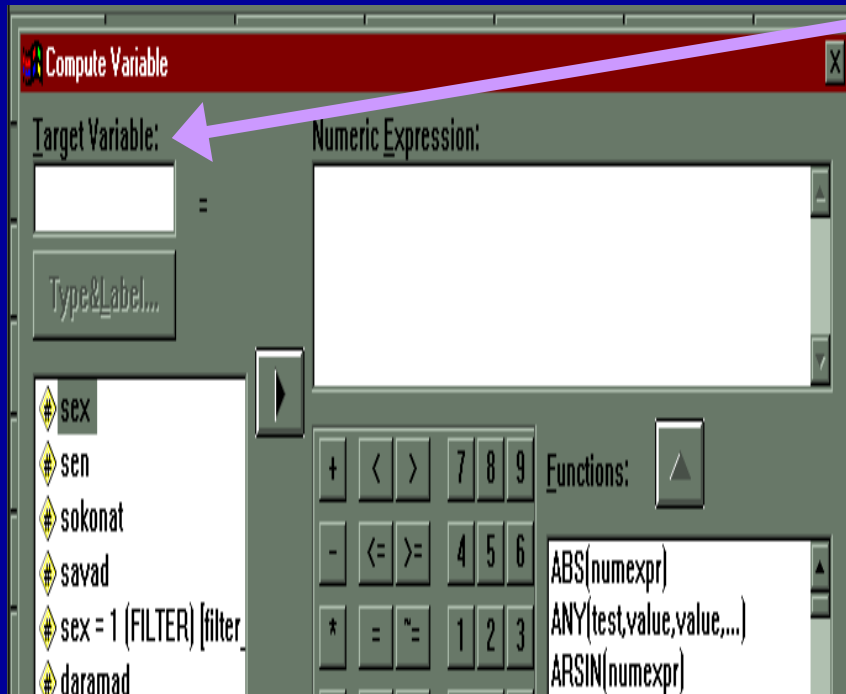 Compute Variable
X
Target Variable:
Numeric Expression:
=
Type&Label...
sex
sen
sokonat
savad
sex = 1 (FILTER) [filter_
daramad
+ < > 7 8 9
- <= >= 4 5 6
* = ~= 1 2 3
Functions:
ABS(numexpr)
ANY(test,value,value,...)
ARSIN(numexpr)